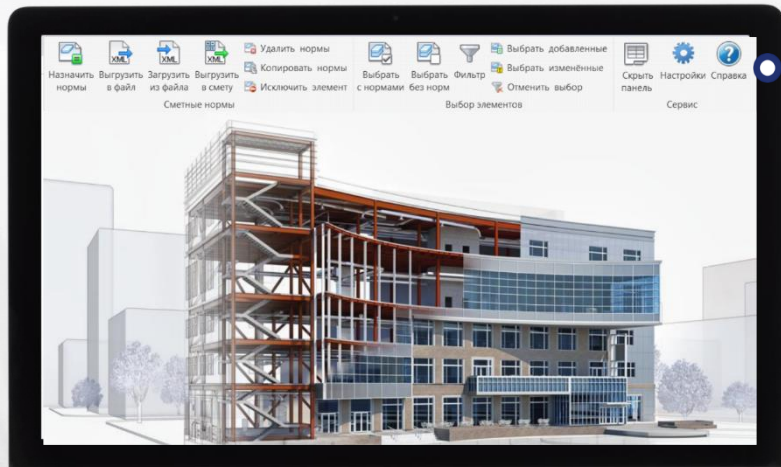 XML
XML
XML
Удалить нормы
Копировать нормы
Исключить элемент
Назначить нормы
Выгрузить в файл
Загрузить из файла
Выгрузить в смету
Сметные нормы
Выбрать с нормами
Выбрать без норм
Фильтр
Выбрать добавленные
Выбрать изменённые
Отменить выбор
Выбор элементов
Скрыть панель
Настройки
Справка
Сервис